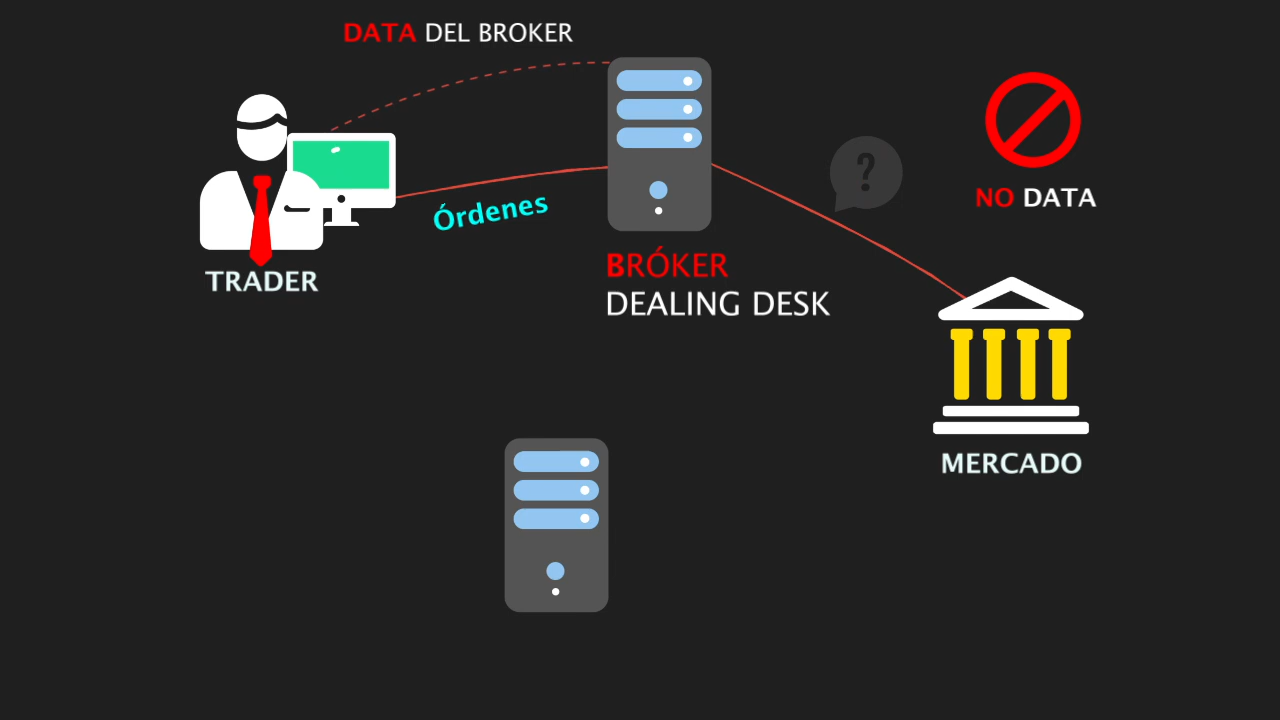 DATA DEL BROKER
?
NO DATA
Órdenes
BRÓKER
DEALING DESK
TRADER
MERCADO